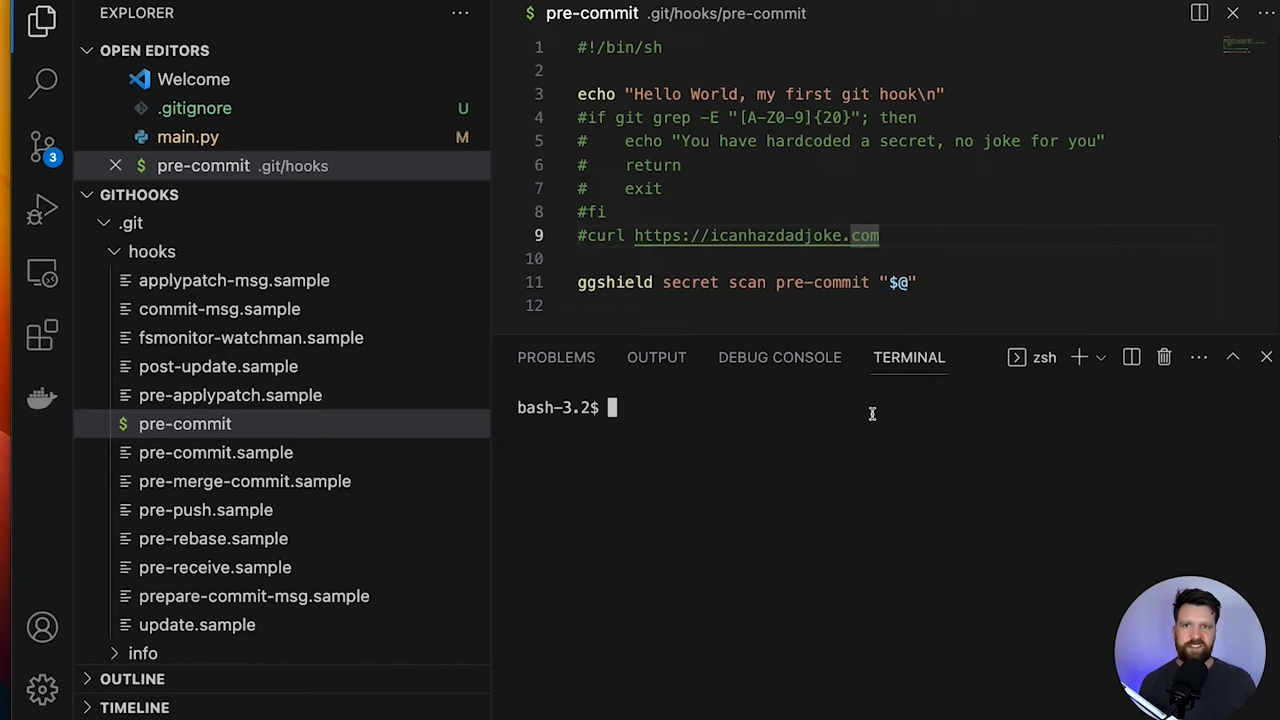 EXPLORER
OPEN EDITORS
Welcome
.gitignore U
main.py M
pre-commit .git/hooks
GITHOOKS
.git
hooks
applypatch-msg.sample
commit-msg.sample
fsmonitor-watchman.sample
post-update.sample
pre-applypatch.sample
pre-commit
pre-commit.sample
pre-merge-commit.sample
pre-push.sample
pre-rebase.sample
pre-receive.sample
prepare-commit-msg.sample
update.sample
info
OUTLINE
TIMELINE
3
$ pre-commit .git/hooks/pre-commit
1 #!/bin/sh
2
3 echo "Hello World, my first git hook\n"
4 #if git grep -E "[A-Z0-9]{20}"; then
5 #    echo "You have hardcoded a secret, no joke for you"
6 #    return
7 #    exit
8 #fi
9 #curl https://icanhazdadjoke.com
10
11 ggshield secret scan pre-commit "$@"
12
PROBLEMS OUTPUT DEBUG CONSOLE TERMINAL zsh
bash-3.2$